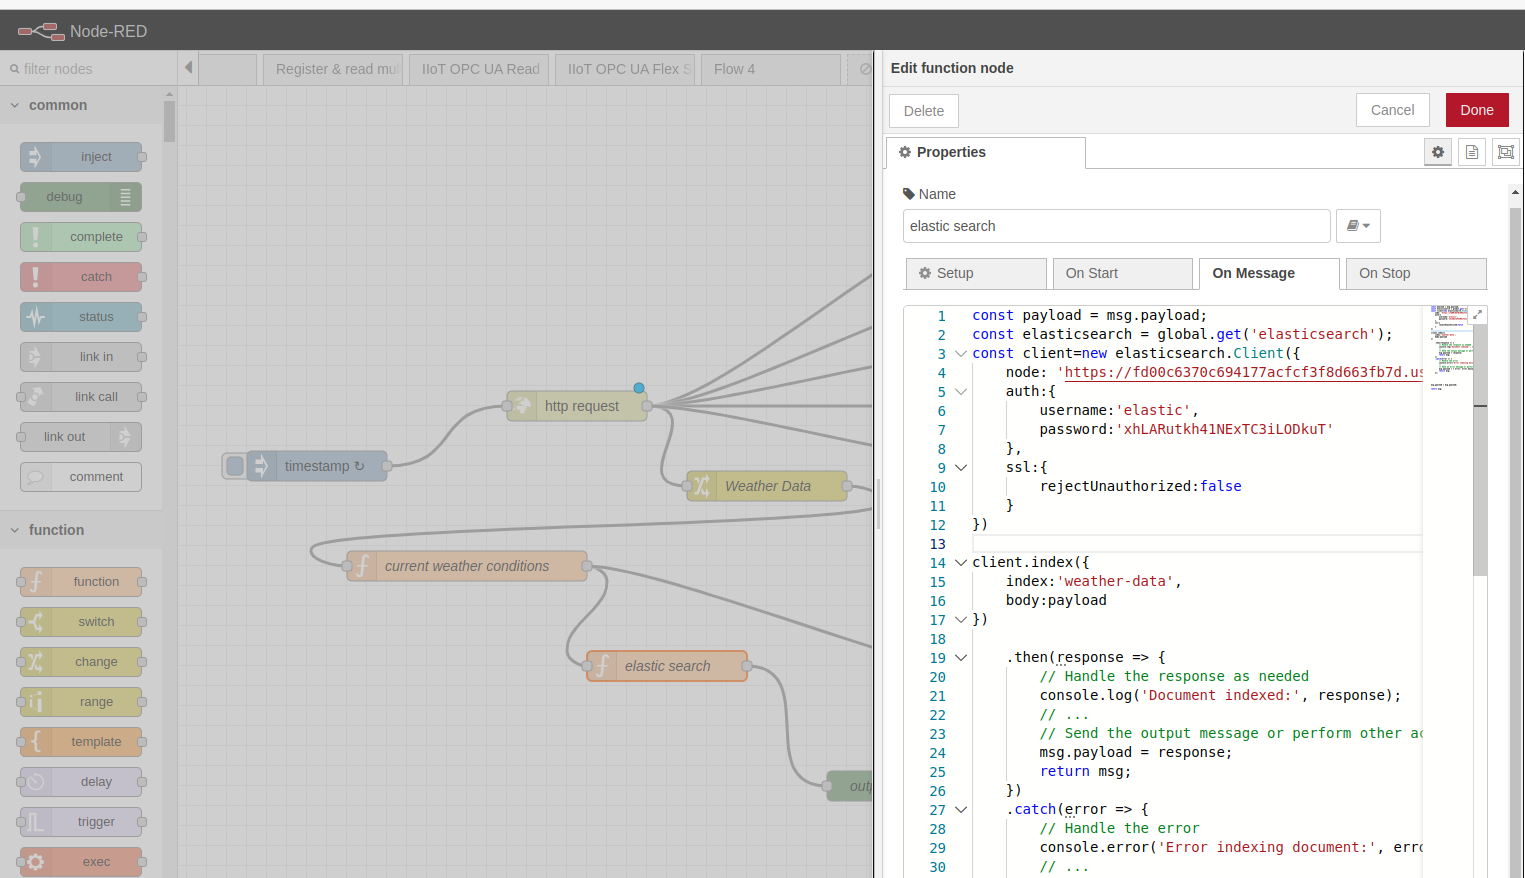 Node-RED
filter nodes
Register & read mu
IIoT OPC UA Read
IIoT OPC UA Flex S
Flow 4
common
inject
debug
complete
catch
status
link in
link call
link out
comment
function
function
switch
change
range
template
delay
trigger
exec
http request
timestamp ↻
Weather Data
current weather conditions
elastic search
outp
Edit function node
Delete
Cancel
Done
Properties
Name
elastic search
Setup
On Start
On Message
On Stop
1 const payload = msg.payload;
2 const elasticsearch = global.get('elasticsearch');
3 const client=new elasticsearch.Client({
4 node: 'https://fd00c6370c694177acfcf3f8d663fb7d.us
5 auth:{
6 username:'elastic',
7 password:'xhLARutkh41NExTC3iLODkuT'
8 },
9 ssl:{
10 rejectUnauthorized:false
11 }
12 })
13
14 client.index({
15 index:'weather-data',
16 body:payload
17 })
18
19 .then(response => {
20 // Handle the response as needed
21 console.log('Document indexed:', response);
22 // ...
23 // Send the output message or perform other ac
24 msg.payload = response;
25 return msg;
26 })
27 .catch(error => {
28 // Handle the error
29 console.error('Error indexing document:', erro
30 // ...